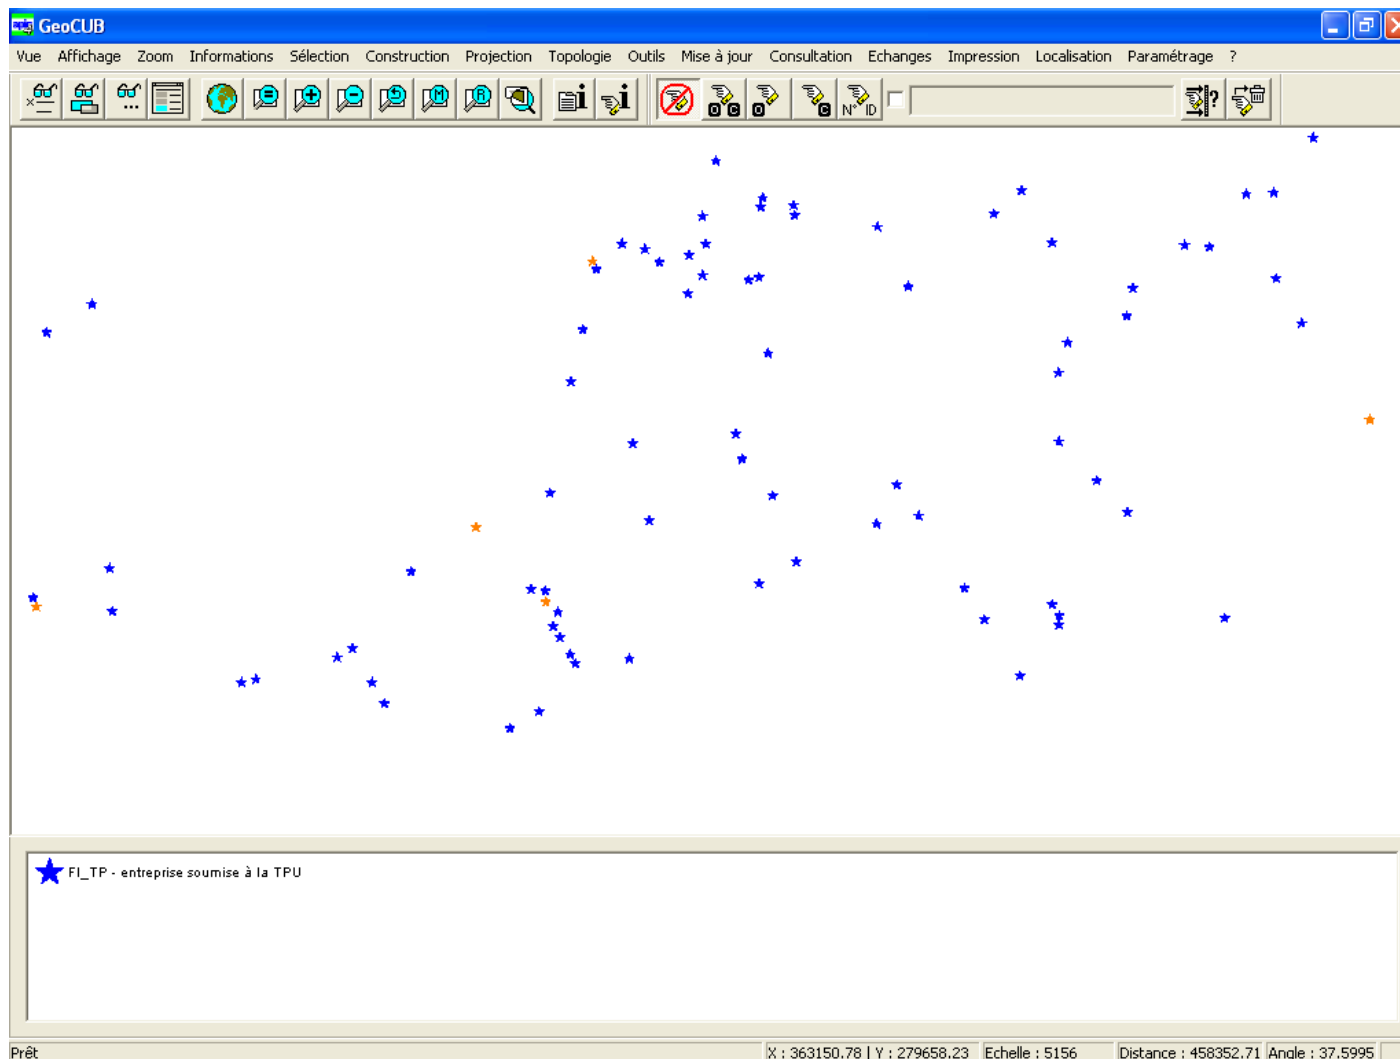 GeoCUB
Vue Affichage Zoom Informations Sélection Construction Projection Topologie Outils Mise à jour Consultation Echanges Impression Localisation Paramétrage ?
M R i i O C O C N° ID ?
FI_TP - entreprise soumise à la TPU
Prêt X : 363150.78 | Y : 279658.23 Echelle : 5156 Distance : 458352.71 Angle : 37.5995